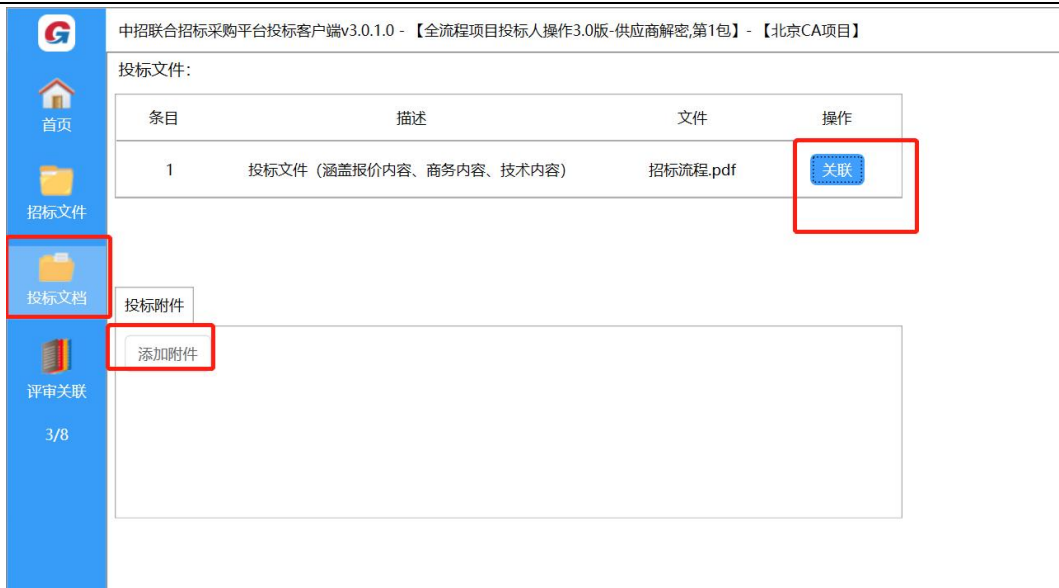 中招联合招标采购平台投标客户端v3.0.1.0 - 【全流程项目投标人操作3.0版-供应商解密,第1包】 - 【北京CA项目】
首页
招标文件
投标文档
评审关联
3/8
投标文件：
条目 描述 文件 操作
1 投标文件（涵盖报价内容、商务内容、技术内容） 招标流程.pdf 关联
投标附件
添加附件